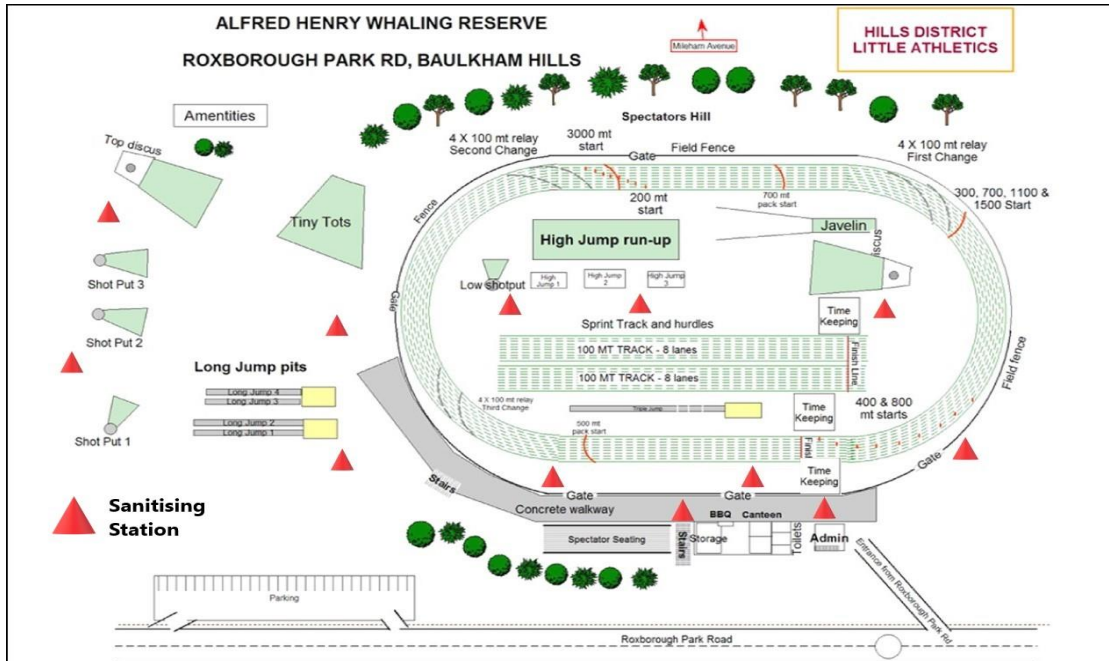 ALFRED HENRY WHALING RESERVE
ROXBOROUGH PARK RD, BAULKHAM HILLS
Mileham Avenue
HILLS DISTRICT
LITTLE ATHLETICS
Amentities
Top discus
Spectators Hill
4 X 100 mt relay
Second Change
3000 mt
start
Gate
Field Fence
4 X 100 mt relay
First Change
Fence
200 mt
start
700 mt
pack start
300, 700, 1100 &
1500 Start
Tiny Tots
High Jump run-up
Javelin
discus
Shot Put 3
Low shotput
High
Jump 1
High Jump
2
High Jump
3
Gate
Time
Keeping
Shot Put 2
Sprint Track and hurdles
100 MT TRACK - 8 lanes
100 MT TRACK - 8 lanes
Finish Line
Field fence
Long Jump pits
Long Jump 4
Long Jump 3
Long Jump 2
Long Jump 1
4 X 100 mt relay
Third Change
Triple Jump
Time
Keeping
400 & 800
mt starts
Shot Put 1
500 mt
pack start
Finish
Time
Keeping
Gate
Stairs
Sanitising
Station
Gate
Gate
Concrete walkway
BBQ
Canteen
Spectator Seating
Stairs
Storage
Toilets
Admin
Entrance from Roxborough Park Rd
Parking
Roxborough Park Road